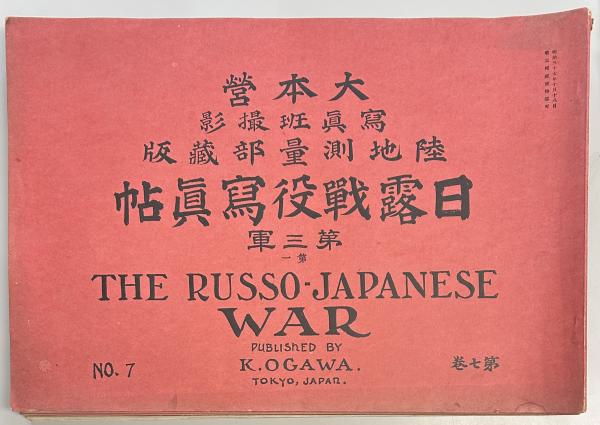 大本營
寫眞班撮影
陸地測量部藏版
日露戰役寫眞帖
第三軍
第一
THE RUSSO-JAPANESE
WAR
PUBLISHED BY
K.OGAWA.
TOKYO, JAPAN.
NO. 7
第七卷